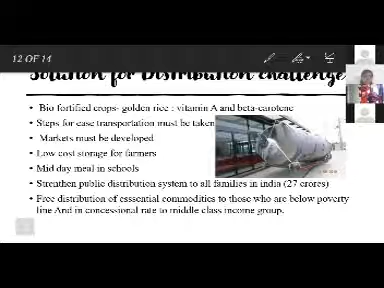 12 OF 14
Solution for Distribution challenge
• Bio fortified crops- golden rice : vitamin A and beta-carotene
• Steps for ease transportation must be taken
• Markets must be developed
• Low cost storage for farmers
• Mid day meal in schools
• Strenthen public distribution system to all families in india (27 crores)
• Free distribution of esssential commodities to those who are below poverty
line And in concessional rate to middle class income group.